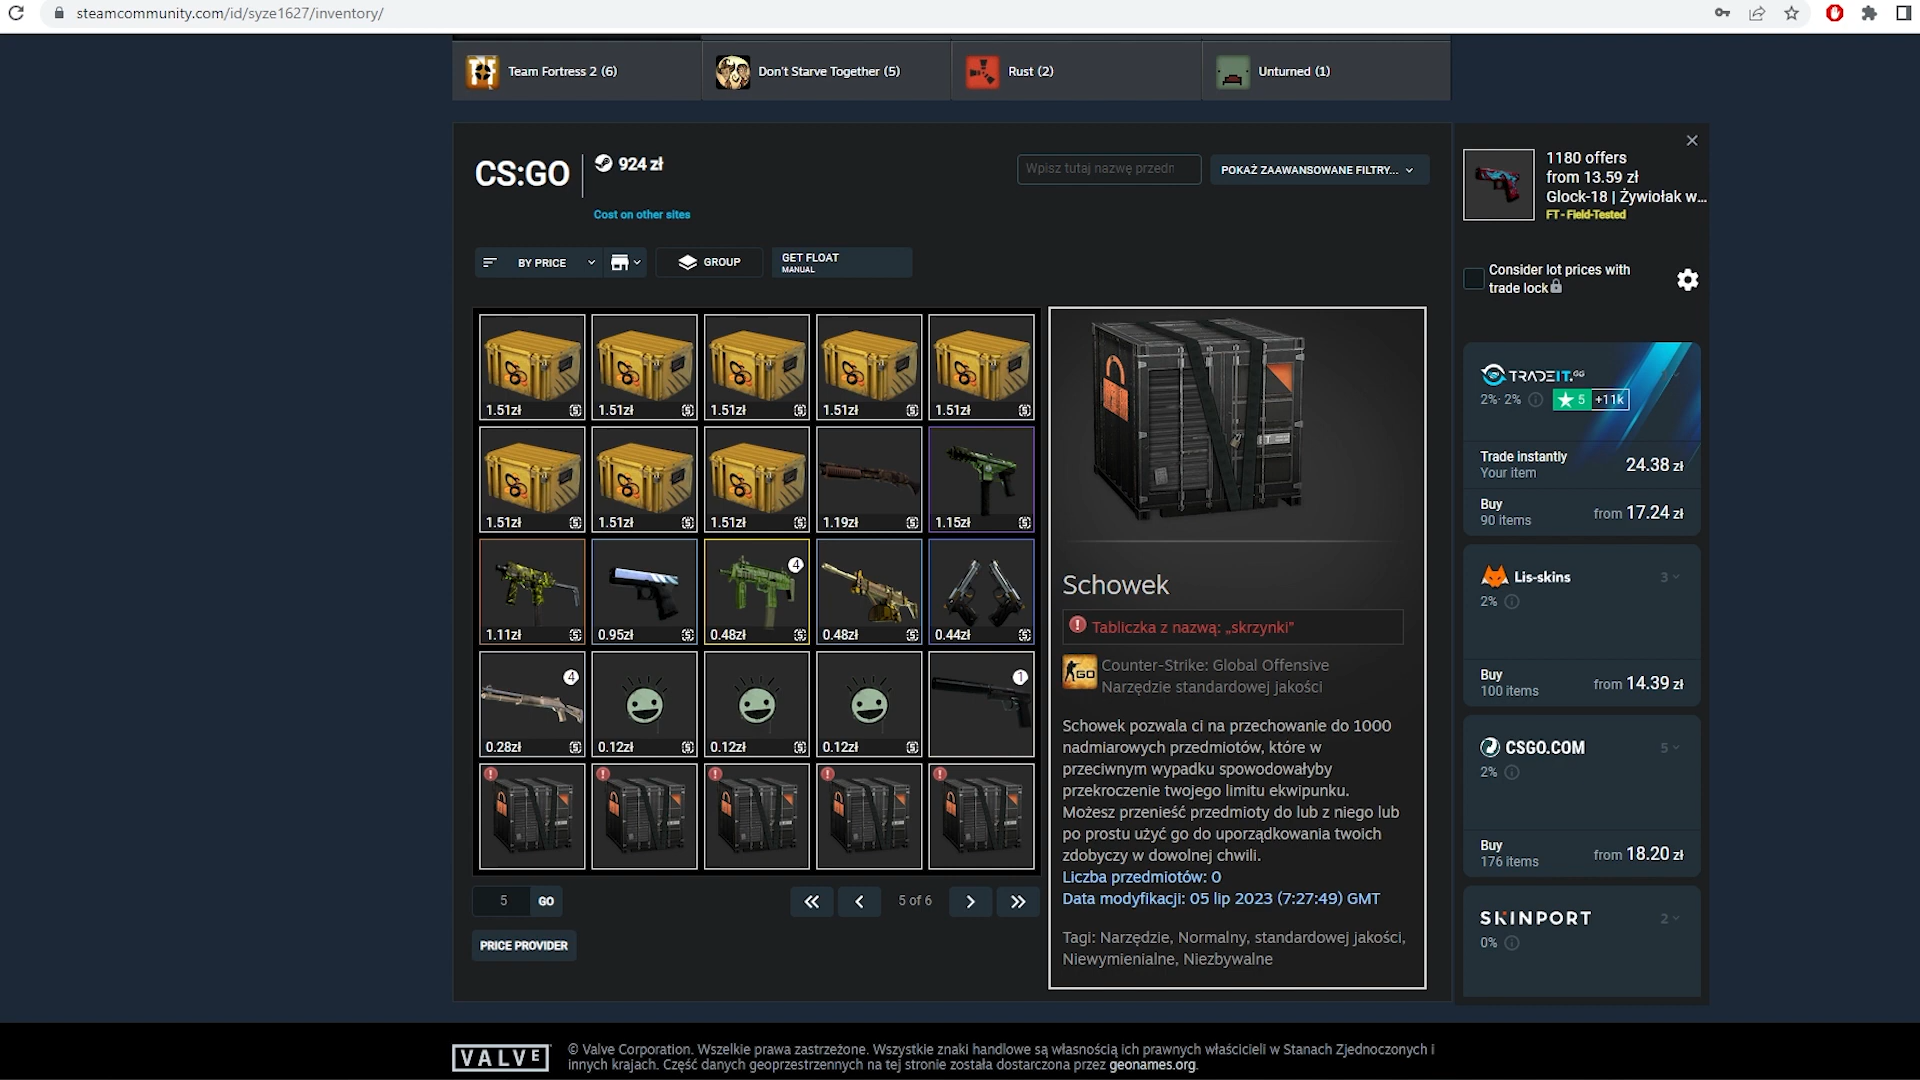 steamcommunity.com/id/syze1627/inventory/
Team Fortress 2 (6)
Don't Starve Together (5)
Rust (2)
Unturned (1)
CS:GO
924 zł
Cost on other sites
Wpisz tutaj nazwę przedn
POKAŻ ZAAWANSOWANE FILTRY...
BY PRICE
GROUP
GET FLOAT
MANUAL
1.51zł
1.51zł
1.51zł
1.51zł
1.51zł
1.51zł
1.51zł
1.51zł
1.19zł
1.15zł
1.11zł
0.95zł
4
0.48zł
0.48zł
0.44zł
4
0.28zł
0.12zł
0.12zł
0.12zł
1
5
GO
5 of 6
PRICE PROVIDER
Schowek
Tabliczka z nazwą: „skrzynki”
GO
Counter-Strike: Global Offensive
Narzędzie standardowej jakości
Schowek pozwala ci na przechowanie do 1000
nadmiarowych przedmiotów, które w
przeciwnym wypadku spowodowałyby
przekroczenie twojego limitu ekwipunku.
Możesz przenieść przedmioty do lub z niego lub
po prostu użyć go do uporządkowania twoich
zdobyczy w dowolnej chwili.
Liczba przedmiotów: 0
Data modyfikacji: 05 lip 2023 (7:27:49) GMT
Tagi: Narzędzie, Normalny, standardowej jakości,
Niewymienialne, Niezbywalne
1180 offers
from 13.59 zł
Glock-18 | Żywiołak w...
FT - Field-Tested
Consider lot prices with
trade lock
TRADEIT.GG
2%· 2%
5
+11k
Trade instantly
Your item
24.38 zł
Buy
90 items
from 17.24 zł
Lis-skins
3
2%
Buy
100 items
from 14.39 zł
CSGO.COM
5
2%
Buy
176 items
from 18.20 zł
SKINPORT
2
0%
VALVE
© Valve Corporation. Wszelkie prawa zastrzeżone. Wszystkie znaki handlowe są własnością ich prawnych właścicieli w Stanach Zjednoczonych i
innych krajach. Część danych geoprzestrzennych na tej stronie została dostarczona przez geonames.org.